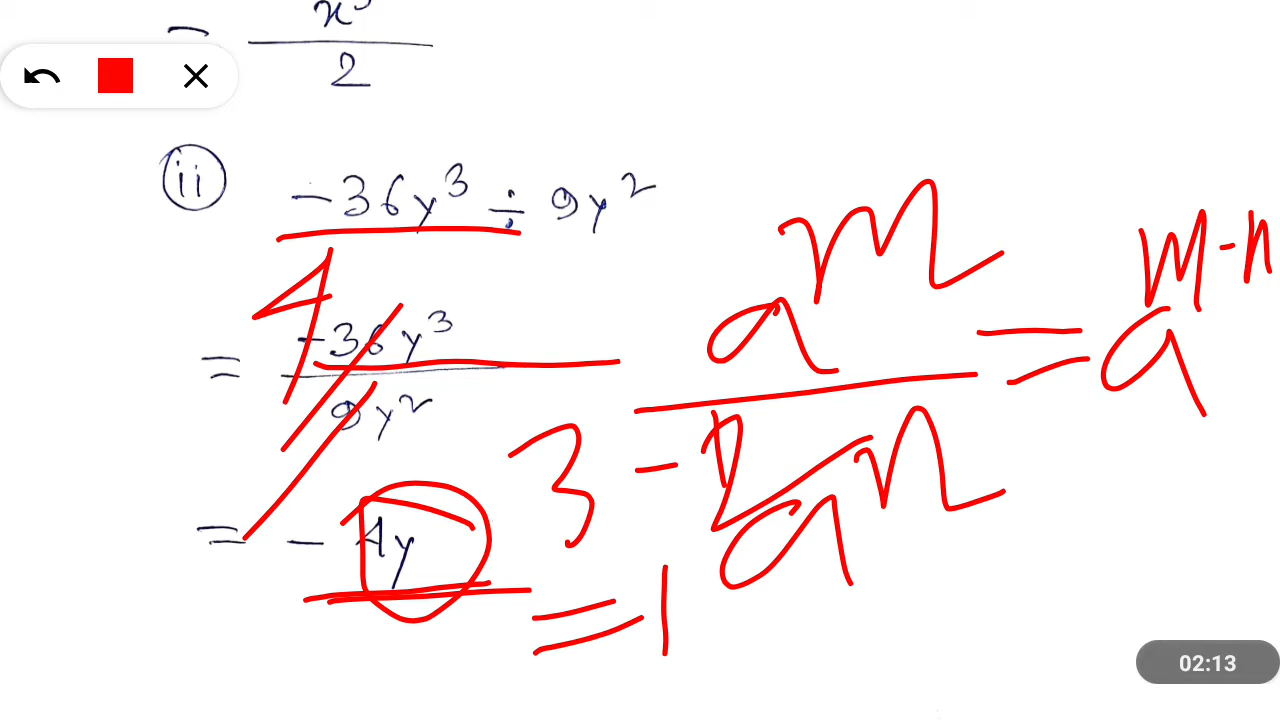 = x³/2
(ii) -36y³ ÷ 9y²
4
= -36y³/9y²
= -4y
aᵐ/aⁿ = aᵐ⁻ⁿ
3 - 2
= 1
02:13